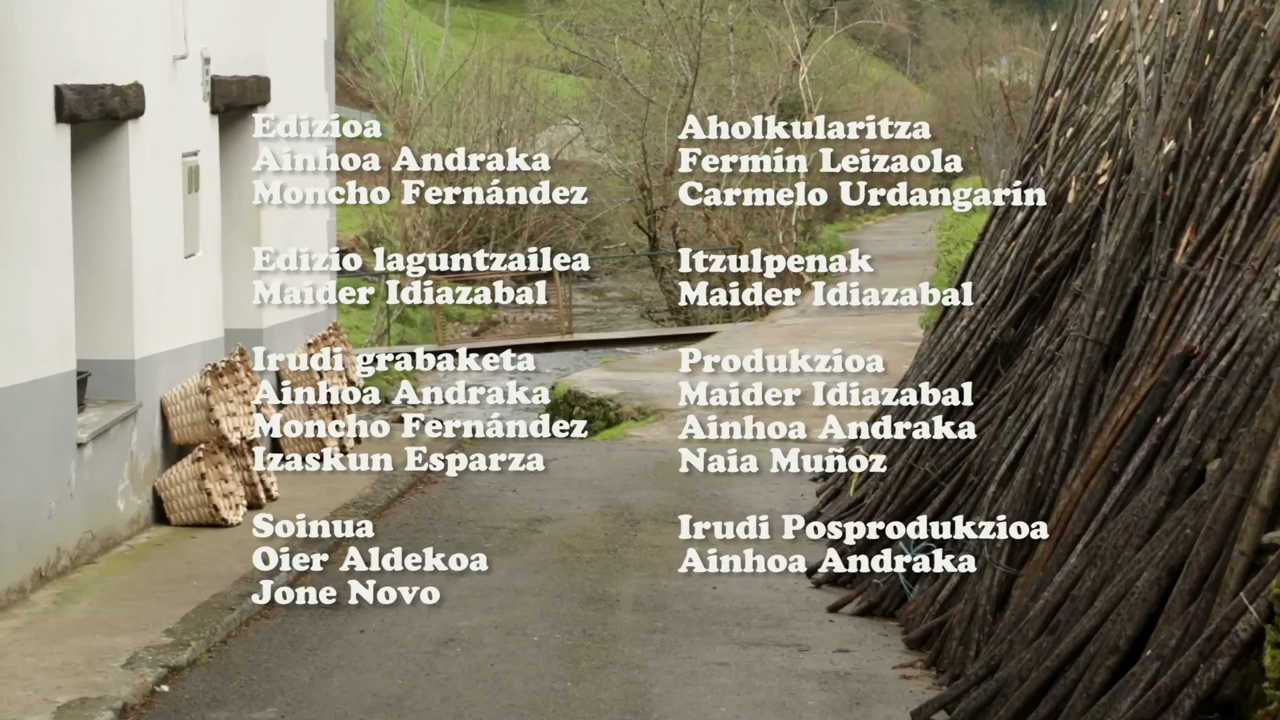 Edizioa
Ainhoa Andraka
Moncho Fernández
Edizio laguntzailea
Maider Idiazabal
Irudi grabaketa
Ainhoa Andraka
Moncho Fernández
Izaskun Esparza
Soinua
Oier Aldekoa
Jone Novo
Aholkularitza
Fermín Leizaola
Carmelo Urdangarin
Itzulpenak
Maider Idiazabal
Produkzioa
Maider Idiazabal
Ainhoa Andraka
Naia Muñoz
Irudi Posprodukzioa
Ainhoa Andraka